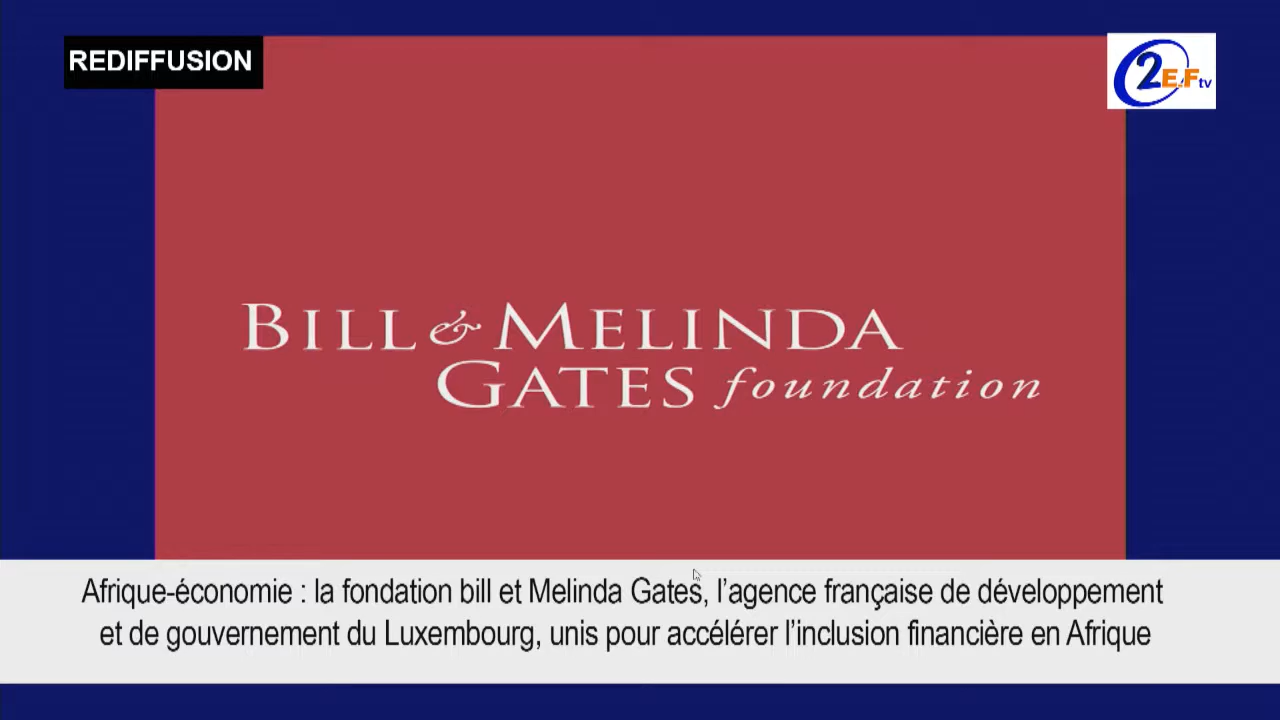 REDIFFUSION
2E.Ftv
BILL & MELINDA
GATES foundation
Afrique-économie : la fondation bill et Melinda Gates, l’agence française de développement
et de gouvernement du Luxembourg, unis pour accélérer l’inclusion financière en Afrique